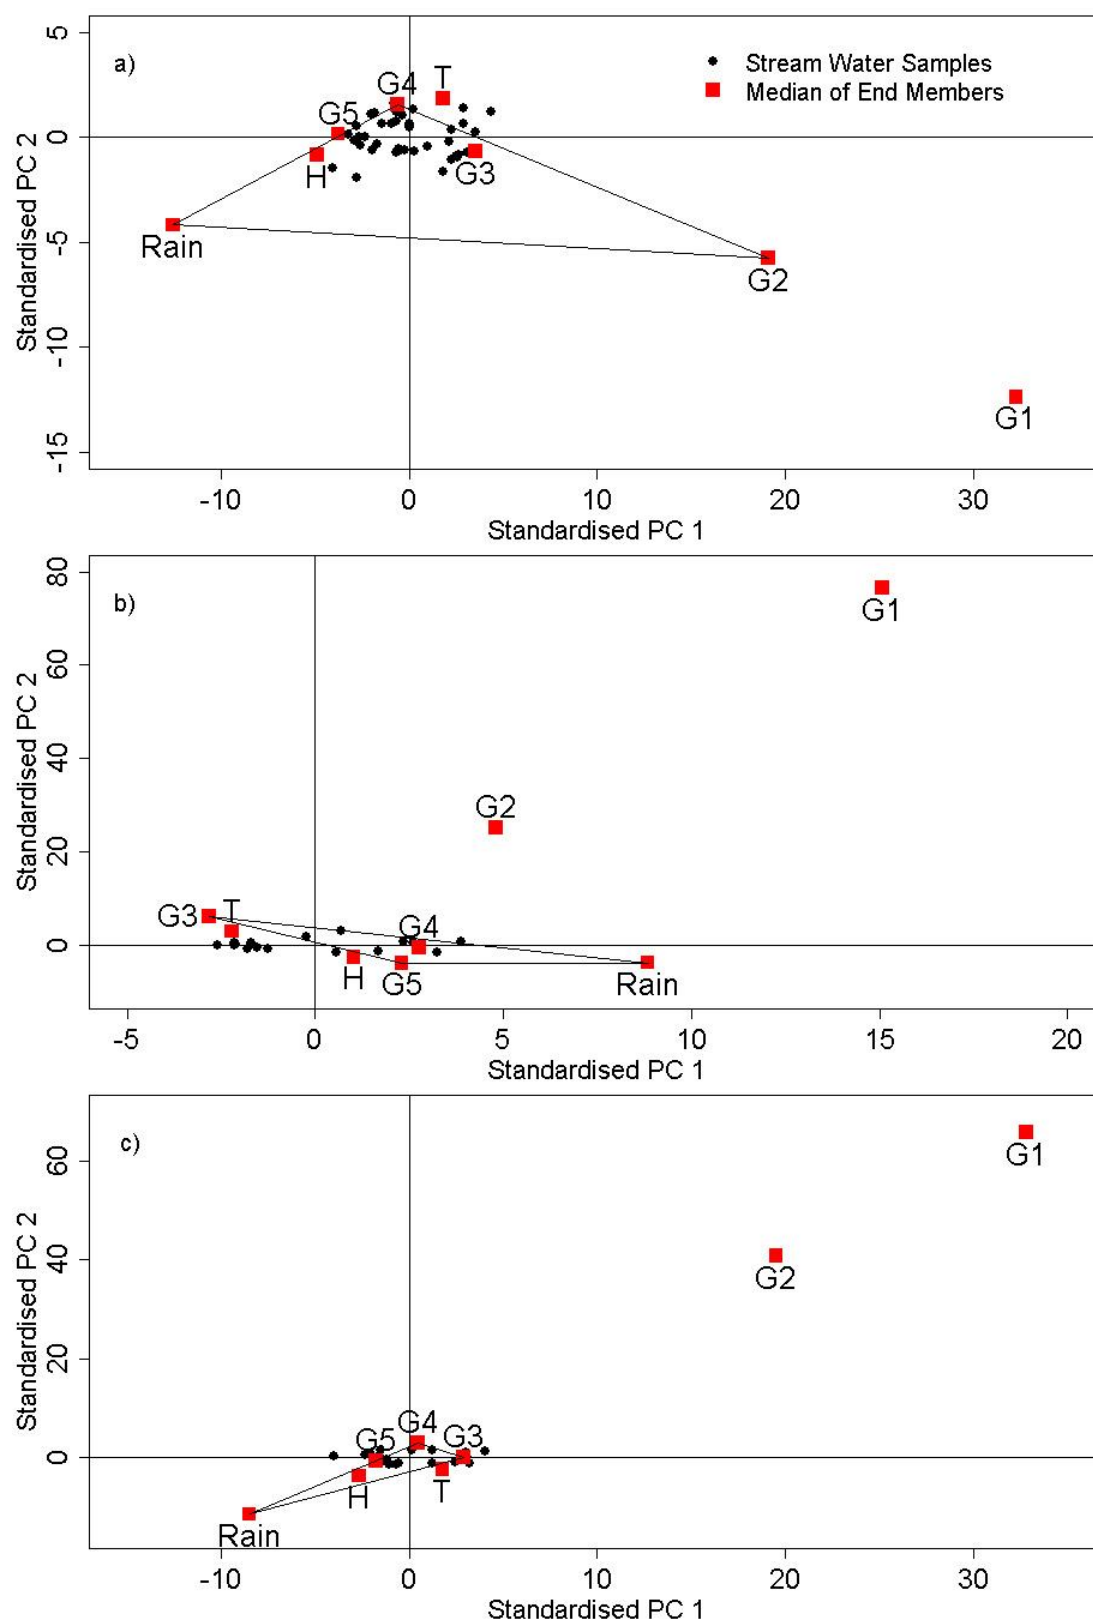 a)
Stream Water Samples
Median of End Members
G4
T
G5
H
G3
Rain
G2
G1
5
0
-5
-10
-15
Standardised PC 2
-10
0
10
20
30
Standardised PC 1
b)
G1
G2
G3
T
G4
H
G5
Rain
80
60
40
20
0
Standardised PC 2
-5
0
5
10
15
20
Standardised PC 1
c)
G1
G2
G4
G5
G3
H
T
Rain
60
40
20
0
Standardised PC 2
-10
0
10
20
30
Standardised PC 1